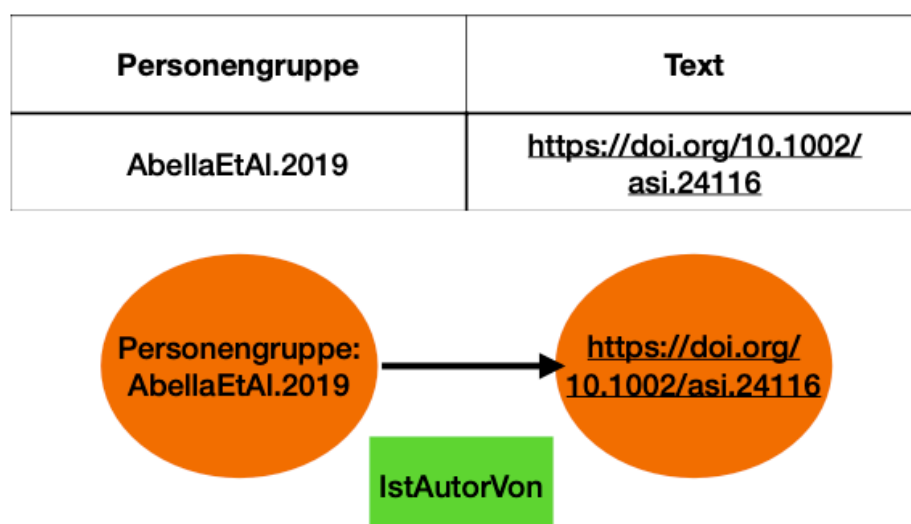 Personengruppe Text
AbellaEtAl.2019 https://doi.org/10.1002/
asi.24116
Personengruppe:
AbellaEtAl.2019
https://doi.org/
10.1002/asi.24116
IstAutorVon